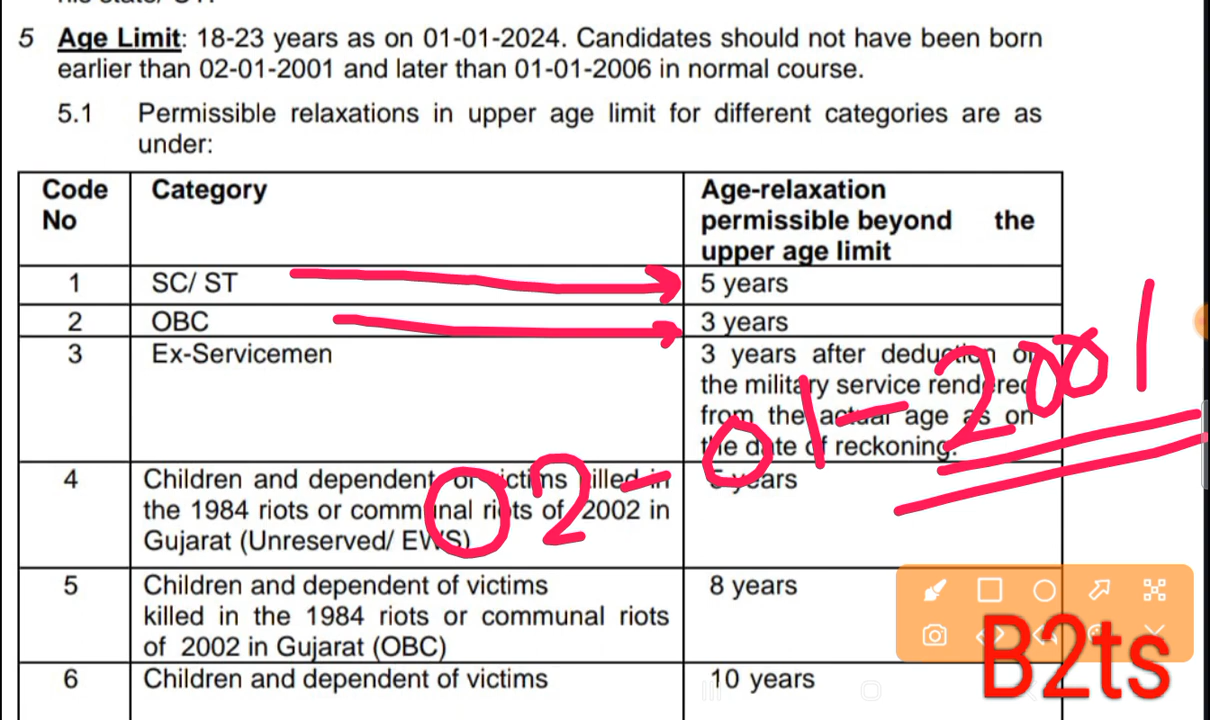 5 Age Limit: 18-23 years as on 01-01-2024. Candidates should not have been born
earlier than 02-01-2001 and later than 01-01-2006 in normal course.
5.1 Permissible relaxations in upper age limit for different categories are as
under:
Code No Category Age-relaxation permissible beyond the upper age limit
1 SC/ ST 5 years
2 OBC 3 years
3 Ex-Servicemen 3 years after deduction of
the military service rendered
from the actual age as on
the date of reckoning.
02-01-2001
4 Children and dependent of victims killed in 5 years
the 1984 riots or communal riots of 2002 in
Gujarat (Unreserved/ EWS)
5 Children and dependent of victims 8 years
killed in the 1984 riots or communal riots
of 2002 in Gujarat (OBC)
6 Children and dependent of victims 10 years
B2ts